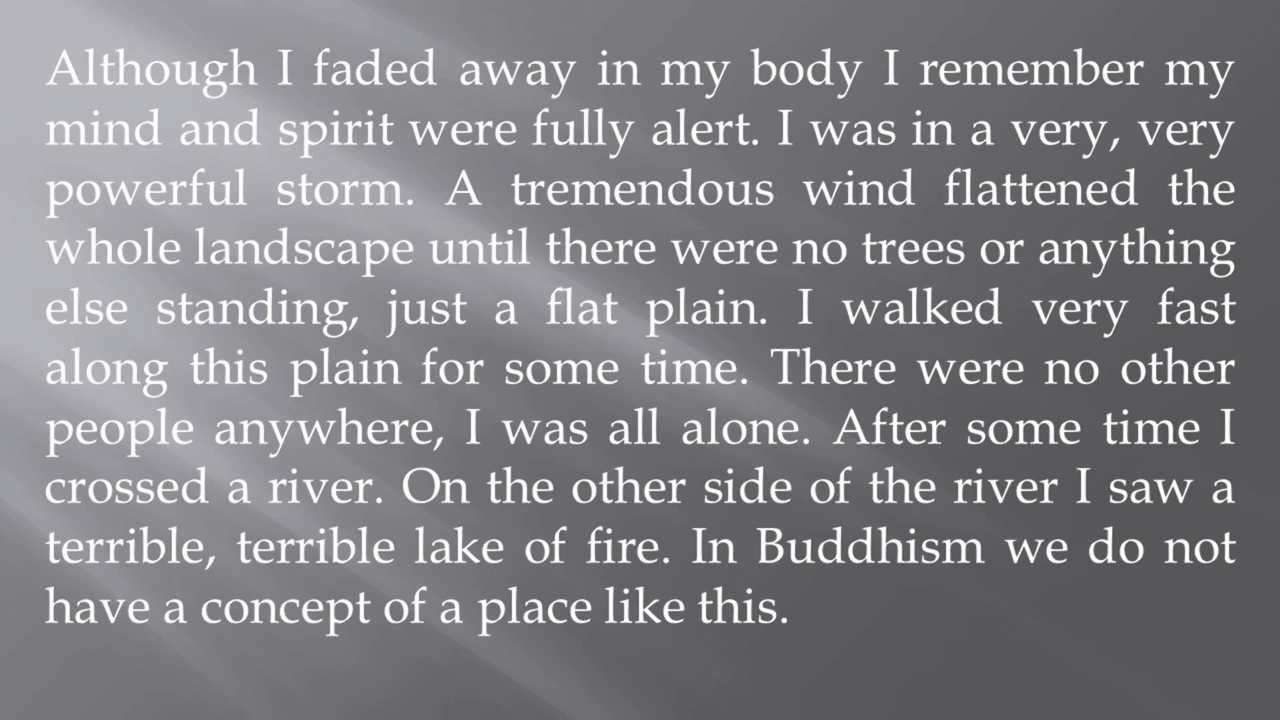 Although I faded away in my body I remember my
mind and spirit were fully alert. I was in a very, very
powerful storm. A tremendous wind flattened the
whole landscape until there were no trees or anything
else standing, just a flat plain. I walked very fast
along this plain for some time. There were no other
people anywhere, I was all alone. After some time I
crossed a river. On the other side of the river I saw a
terrible, terrible lake of fire. In Buddhism we do not
have a concept of a place like this.